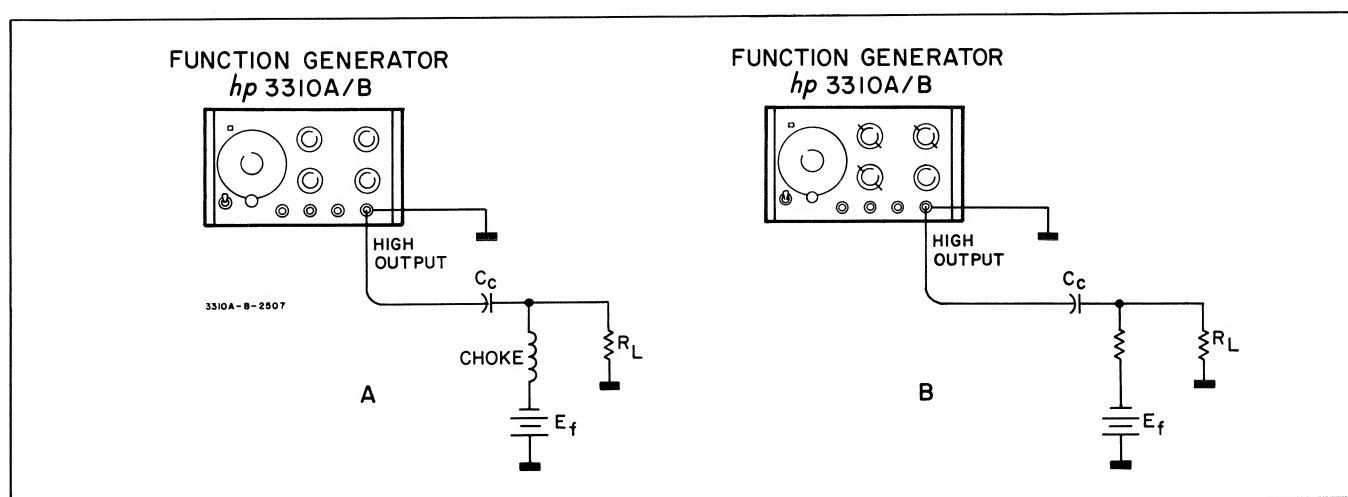 FUNCTION GENERATOR
hp 3310A/B
HIGH
OUTPUT
3310A-B-2507
Cc
CHOKE
RL
A
Ef
FUNCTION GENERATOR
hp 3310A/B
HIGH
OUTPUT
Cc
RL
B
Ef